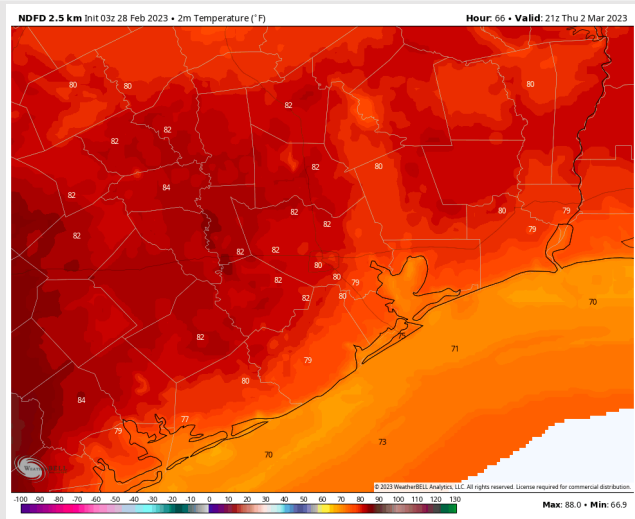 NDFD 2.5 km Init 03z 28 Feb 2023 • 2m Temperature (°F)
Hour: 66 • Valid: 21z Thu 2 Mar 2023
80 80 82 80
82 82
82 80
82 84
82 80 79
82 82 79
82 82
80
82 80 79
82 80 70
75
82 71
79
80
84
77
79 73
70
© 2023 WeatherBELL Analytics, LLC. All rights reserved. License required for commercial distribution.
-100 -90 -80 -70 -60 -50 -40 -30 -20 -10 0 10 20 30 40 50 60 70 80 90 100 110 120 130
Max: 88.0 • Min: 66.9